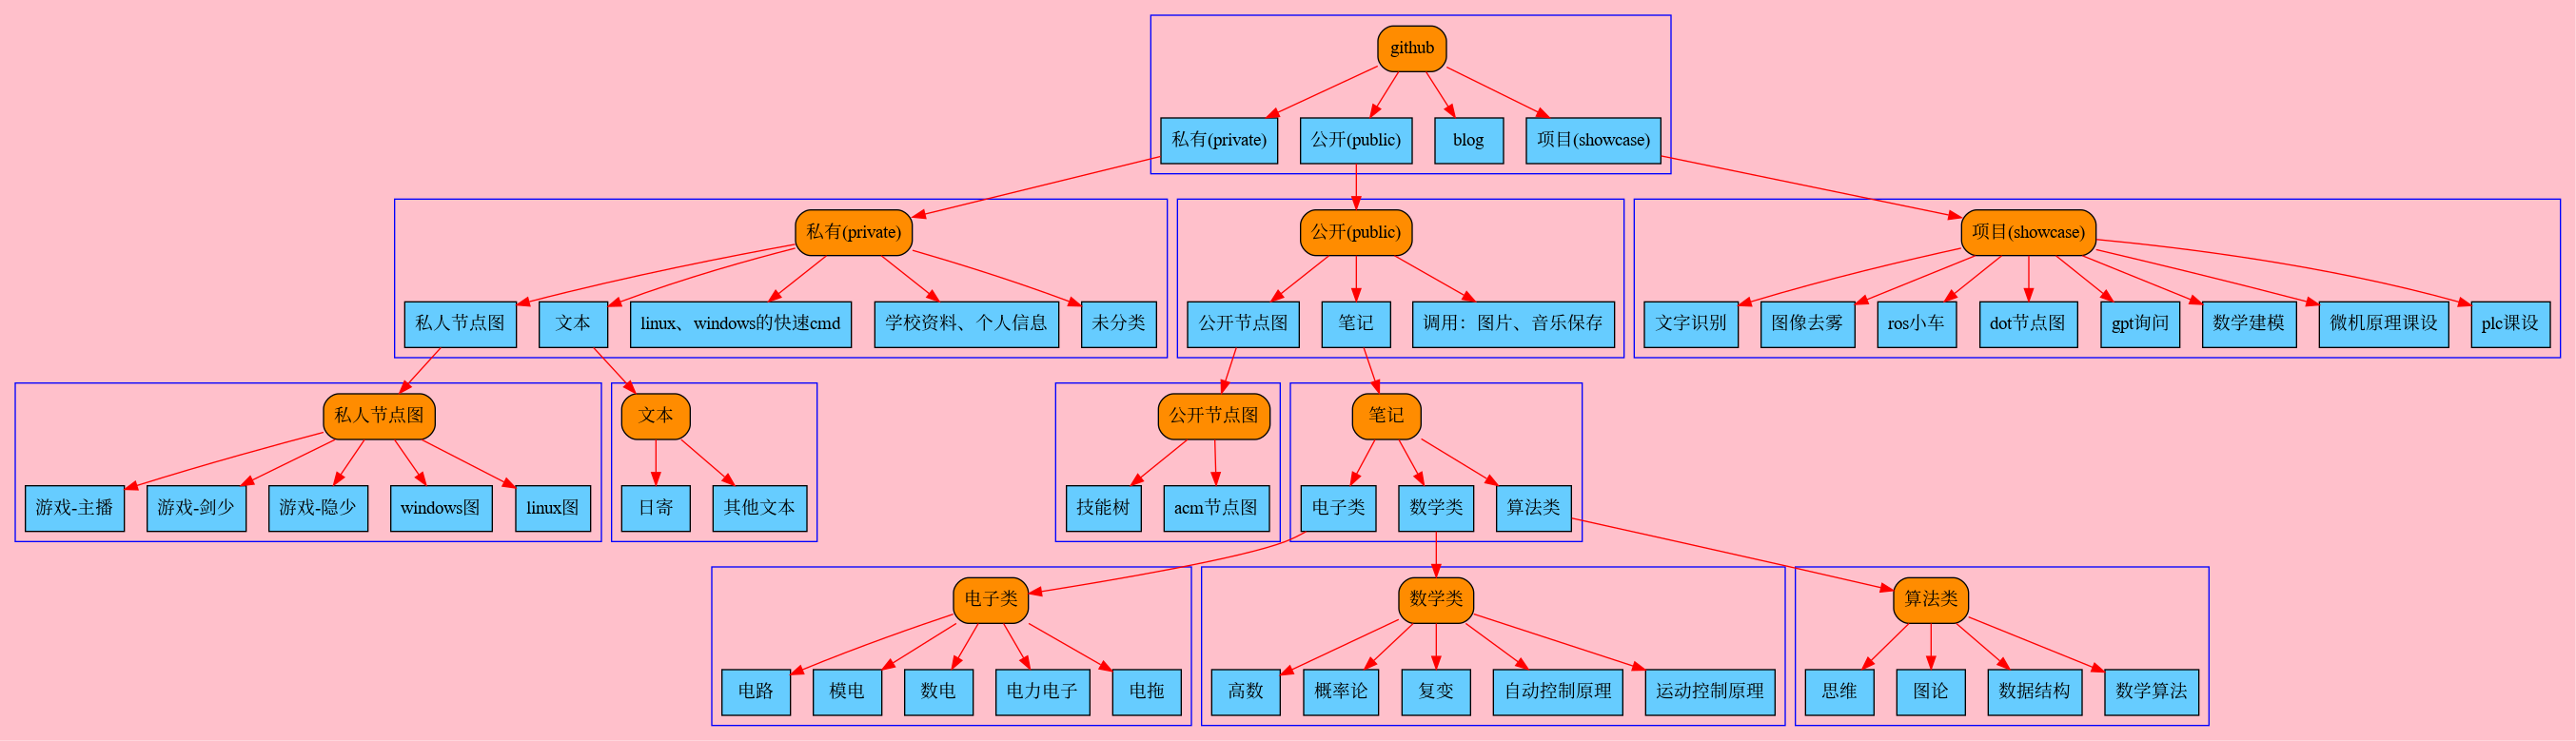 github
私有(private)
公开(public)
blog
项目(showcase)
私有(private)
公开(public)
项目(showcase)
私人节点图
文本
linux、windows的快速cmd
学校资料、个人信息
未分类
公开节点图
笔记
调用：图片、音乐保存
文字识别
图像去雾
ros小车
dot节点图
gpt询问
数学建模
微机原理课设
plc课设
私人节点图
文本
公开节点图
笔记
游戏-主播
游戏-剑少
游戏-隐少
windows图
linux图
日寄
其他文本
技能树
acm节点图
电子类
数学类
算法类
电子类
数学类
算法类
电路
模电
数电
电力电子
电拖
高数
概率论
复变
自动控制原理
运动控制原理
思维
图论
数据结构
数学算法